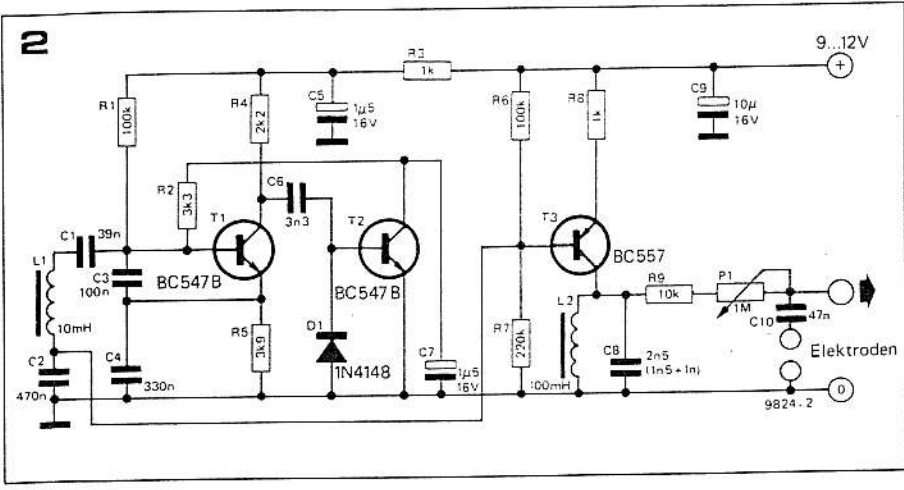 2
9...12V
+
R3
1k
R1
100k
R4
2k2
C5
1µ5
16V
R6
100k
R8
1k
C9
10µ
16V
R2
3k3
C6
3n3
T1
T2
T3
C1
39n
L1
C3
100n
BC547B
BC547B
BC557
10mH
R9
10k
P1
1M
L2
C10
47n
D1
1N4148
R5
3k9
C7
1µ5
16V
R7
220k
C8
2n5
(1n5+1n)
Elektroden
C2
470n
C4
330n
100mH
9824-2
0